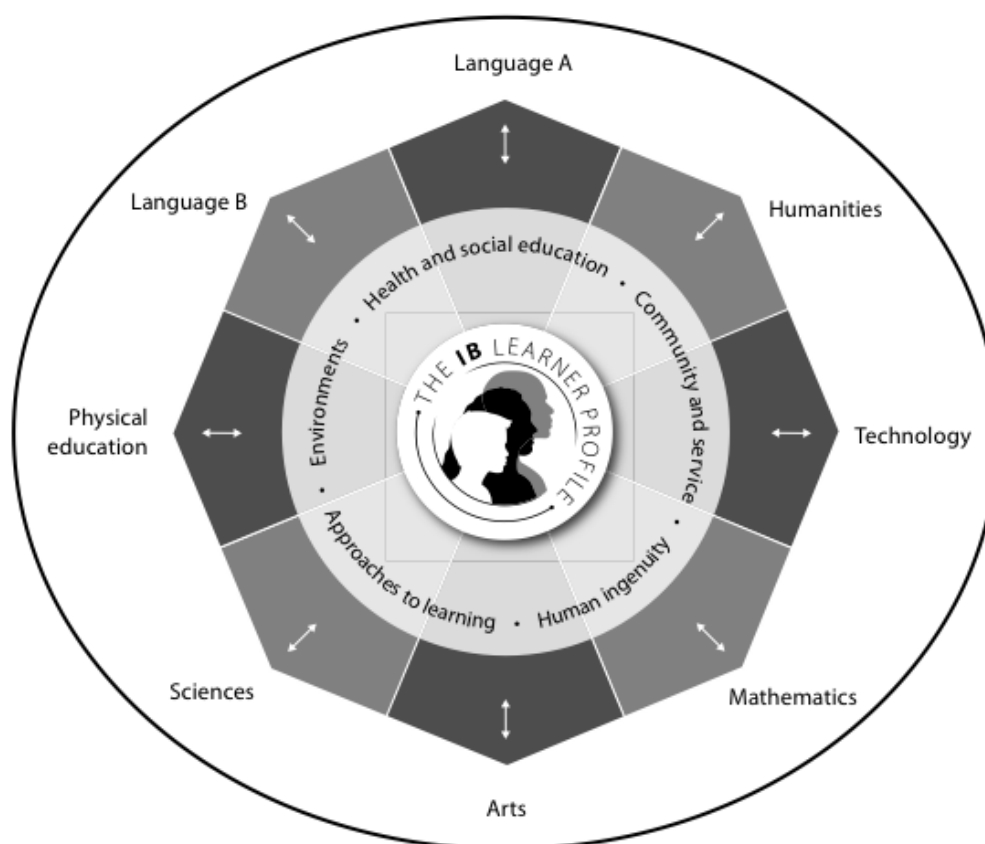 Language A
Language B
Humanities
Health and social education
Community and service
Environments
THE IB LEARNER PROFILE
Physical
education
Technology
Approaches to learning
Human ingenuity
Sciences
Mathematics
Arts